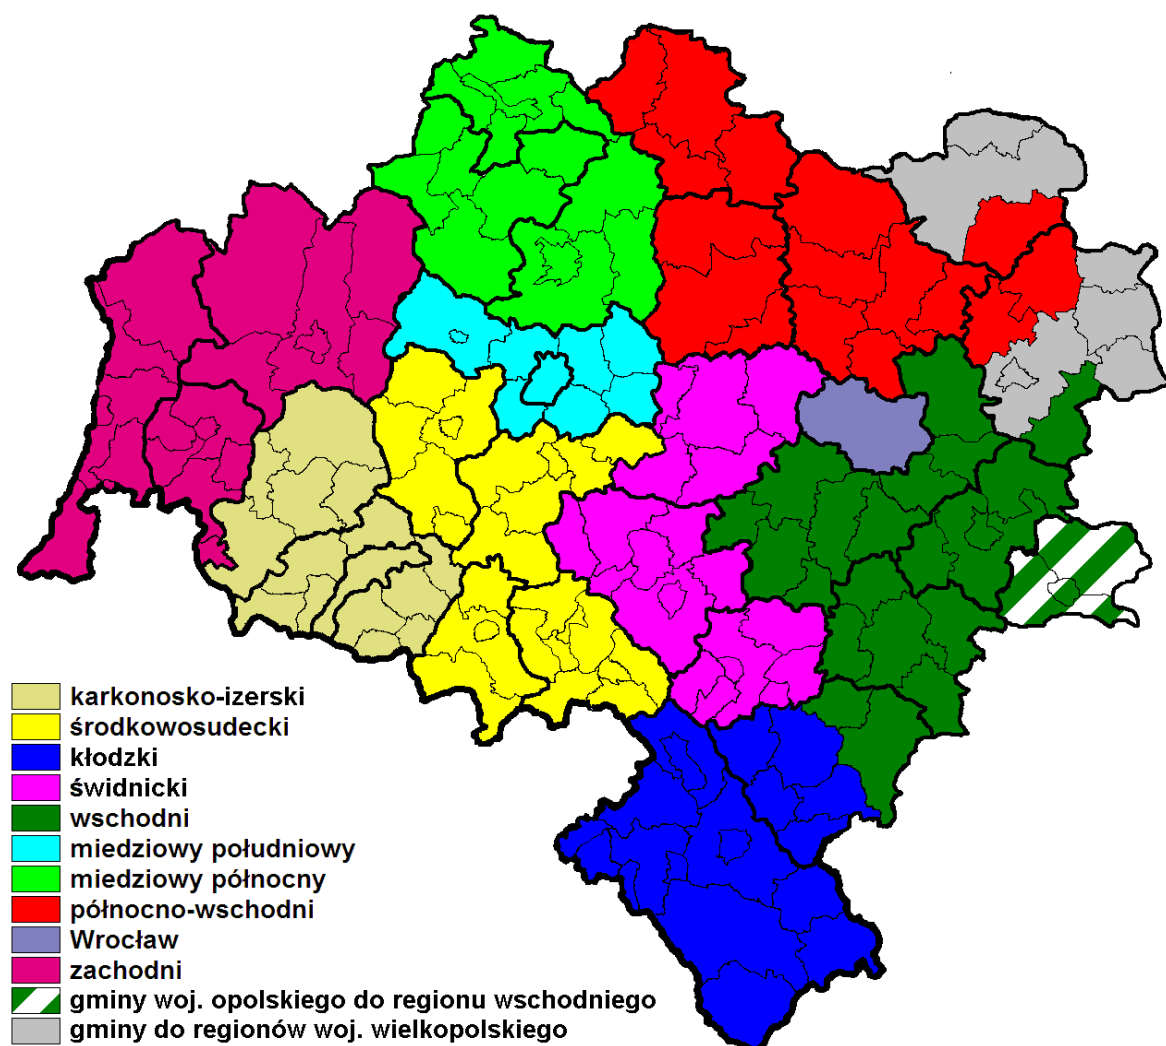 karkonosko-izerski
środkowosudecki
kłodzki
świdnicki
wschodni
miedziowy południowy
miedziowy północny
północno-wschodni
Wrocław
zachodni
gminy woj. opolskiego do regionu wschodniego
gminy do regionów woj. wielkopolskiego